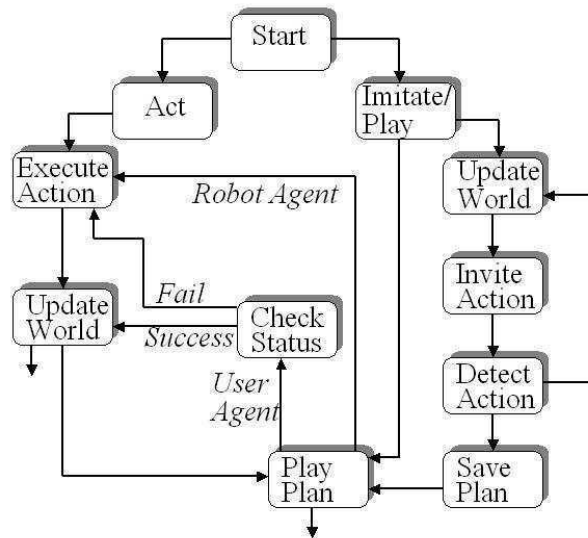 Start
Act
Imitate/
Play
Execute
Action
Robot Agent
Update
World
Invite
Action
Fail
Update
World
Success
Check
Status
User
Agent
Detect
Action
Play
Plan
Save
Plan